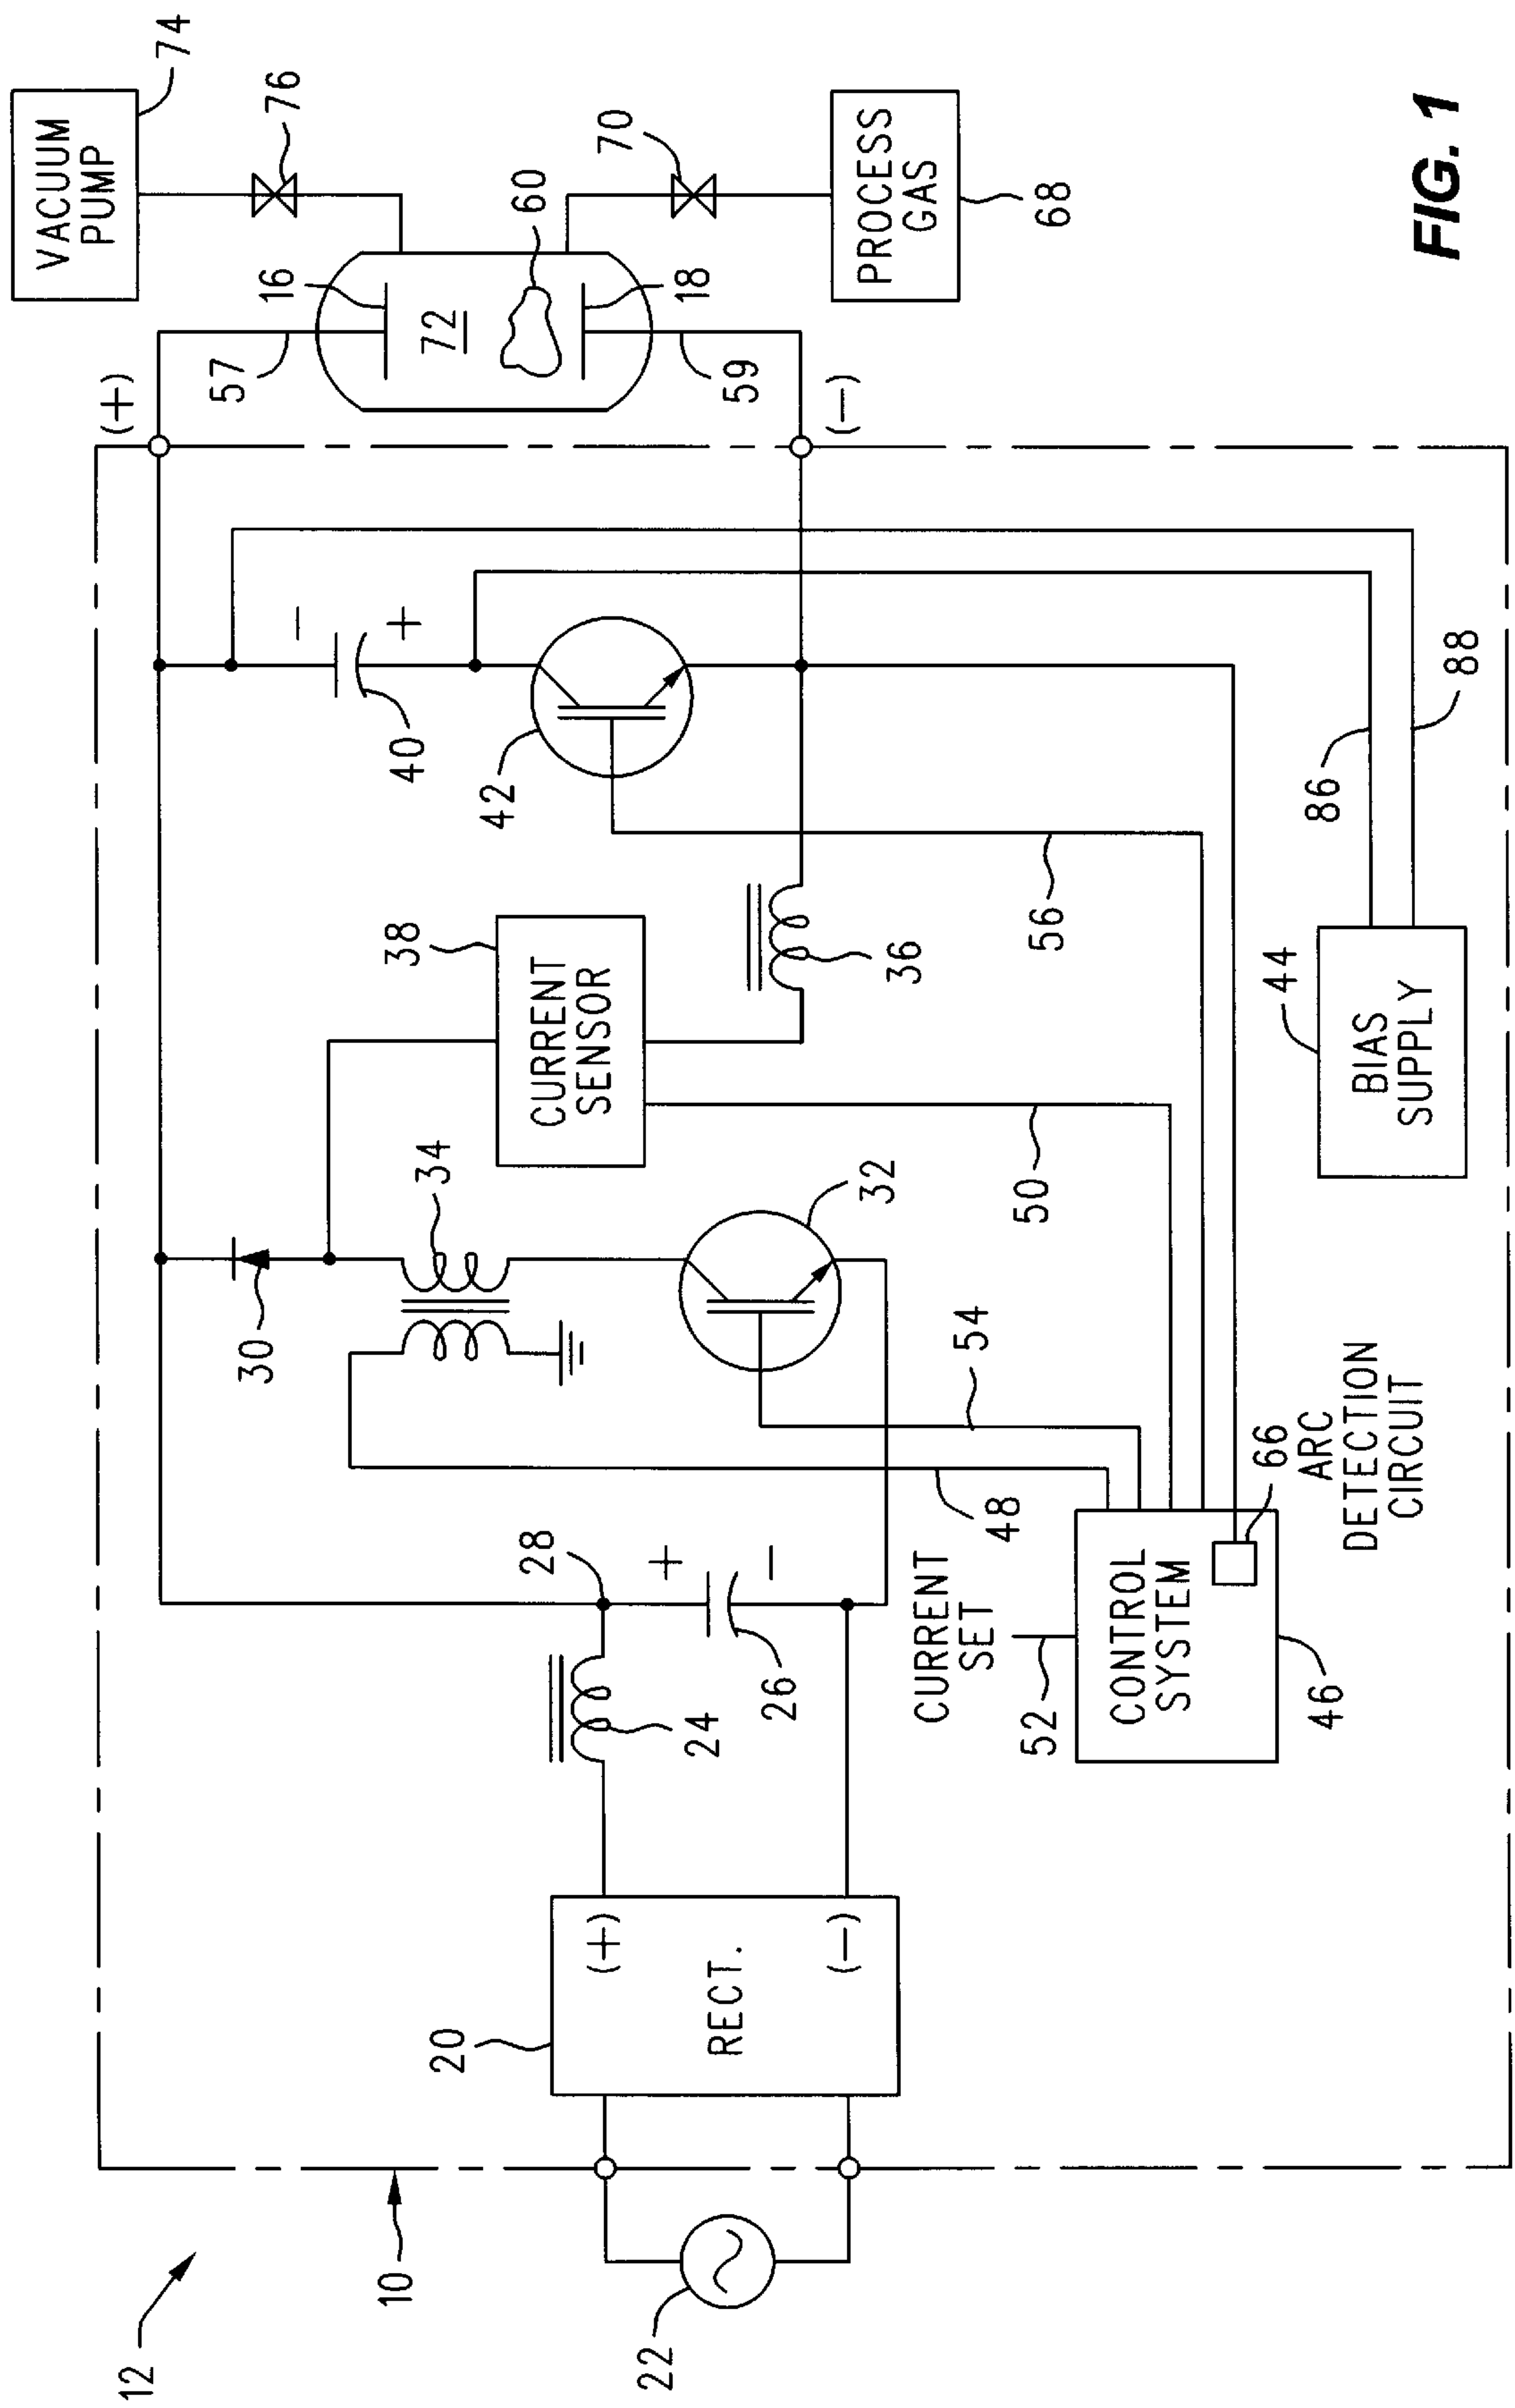 12
10
22
20
RECT.
(+)
(−)
24
26
28
+
−
CURRENT
SET
52
CONTROL
SYSTEM
46
48
54
66
ARC
DETECTION
CIRCUIT
30
34
32
CURRENT
SENSOR
38
50
36
56
44
BIAS
SUPPLY
86
88
42
40
−
+
(+)
(−)
57
59
16
72
60
18
VACUUM
PUMP
74
76
70
PROCESS
GAS
68
FIG. 1